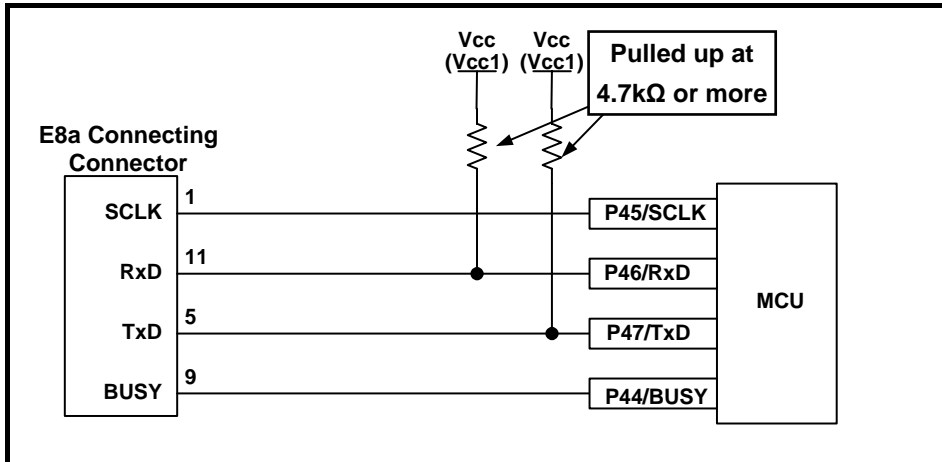 Vcc
(Vcc1)
Vcc
(Vcc1)
Pulled up at
4.7kΩ or more
E8a Connecting
Connector
SCLK
1
P45/SCLK
RxD
11
P46/RxD
MCU
TxD
5
P47/TxD
BUSY
9
P44/BUSY